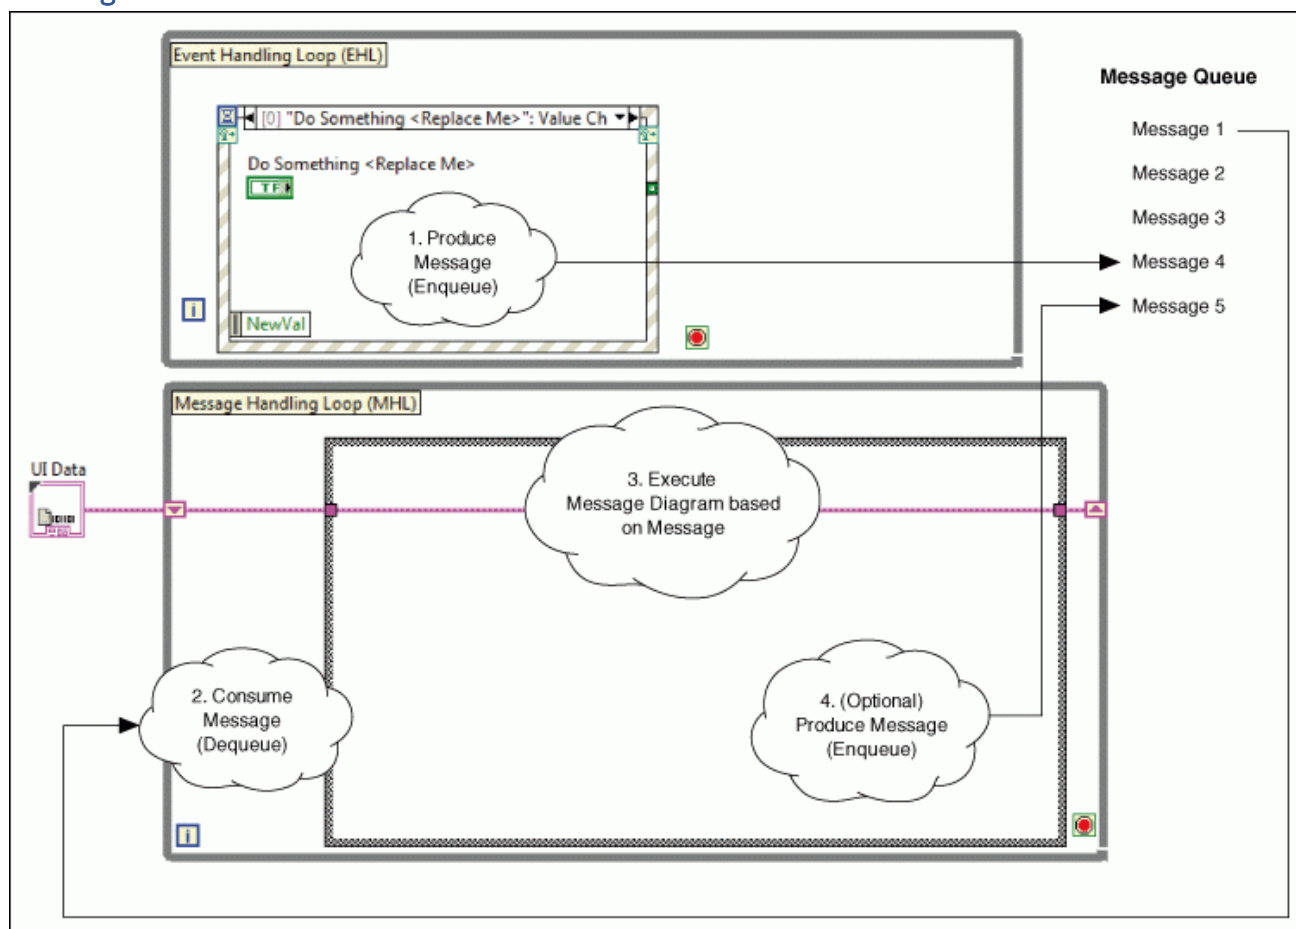 Event Handling Loop (EHL)
[0] "Do Something <Replace Me>": Value Ch
Do Something <Replace Me>
TF
1. Produce
Message
(Enqueue)
i
NewVal
Message Queue
Message 1
Message 2
Message 3
Message 4
Message 5
Message Handling Loop (MHL)
UI Data
3. Execute
Message Diagram based
on Message
2. Consume
Message
(Dequeue)
4. (Optional)
Produce Message
(Enqueue)
i